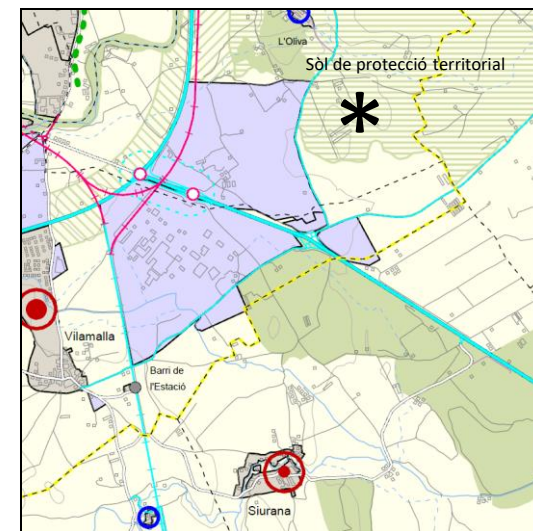 L'Oliva
Sòl de protecció territorial
*
Vilamalla
Barri de
l'Estació
Siurana